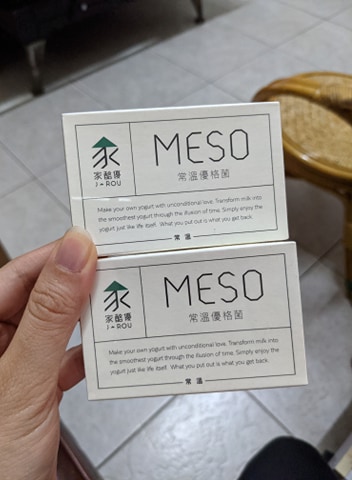 家酷優
J▲ROU
MESO
常溫優格菌
Make your own yogurt with unconditional love. Transform milk into
the smoothest yogurt through the illusion of time. Simply enjoy the
yogurt just like life itself. What you put out is what you get back.
常溫
家酷優
J▲ROU
MESO
常溫優格菌
Make your own yogurt with unconditional love. Transform milk into
the smoothest yogurt through the illusion of time. Simply enjoy the
yogurt just like life itself. What you put out is what you get back.
常溫